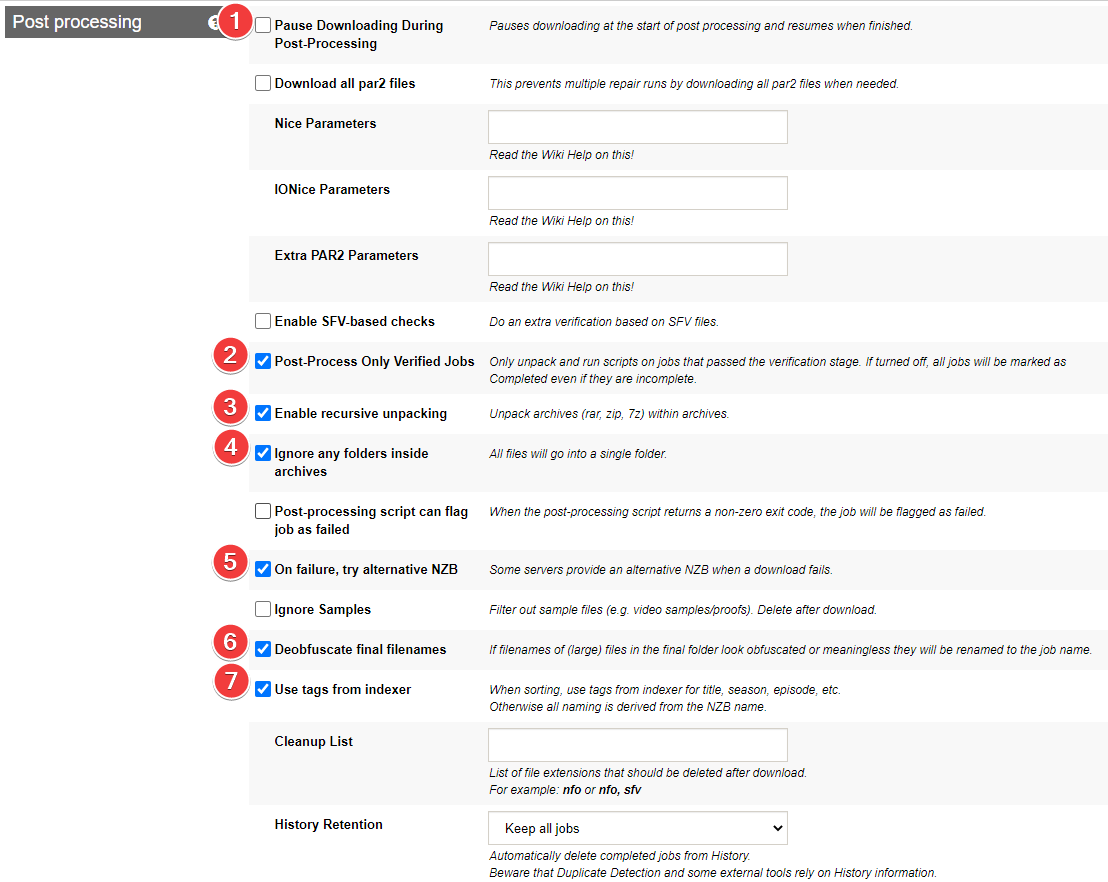 Post processing
1
Pause Downloading During
Post-Processing
Pauses downloading at the start of post processing and resumes when finished.
Download all par2 files
This prevents multiple repair runs by downloading all par2 files when needed.
Nice Parameters
Read the Wiki Help on this!
IONice Parameters
Read the Wiki Help on this!
Extra PAR2 Parameters
Read the Wiki Help on this!
Enable SFV-based checks
Do an extra verification based on SFV files.
2
Post-Process Only Verified Jobs
Only unpack and run scripts on jobs that passed the verification stage. If turned off, all jobs will be marked as
Completed even if they are incomplete.
3
Enable recursive unpacking
Unpack archives (rar, zip, 7z) within archives.
4
Ignore any folders inside
archives
All files will go into a single folder.
Post-processing script can flag
job as failed
When the post-processing script returns a non-zero exit code, the job will be flagged as failed.
5
On failure, try alternative NZB
Some servers provide an alternative NZB when a download fails.
Ignore Samples
Filter out sample files (e.g. video samples/proofs). Delete after download.
6
Deobfuscate final filenames
If filenames of (large) files in the final folder look obfuscated or meaningless they will be renamed to the job name.
7
Use tags from indexer
When sorting, use tags from indexer for title, season, episode, etc.
Otherwise all naming is derived from the NZB name.
Cleanup List
List of file extensions that should be deleted after download.
For example: nfo or nfo, sfv
History Retention
Keep all jobs
Automatically delete completed jobs from History.
Beware that Duplicate Detection and some external tools rely on History information.